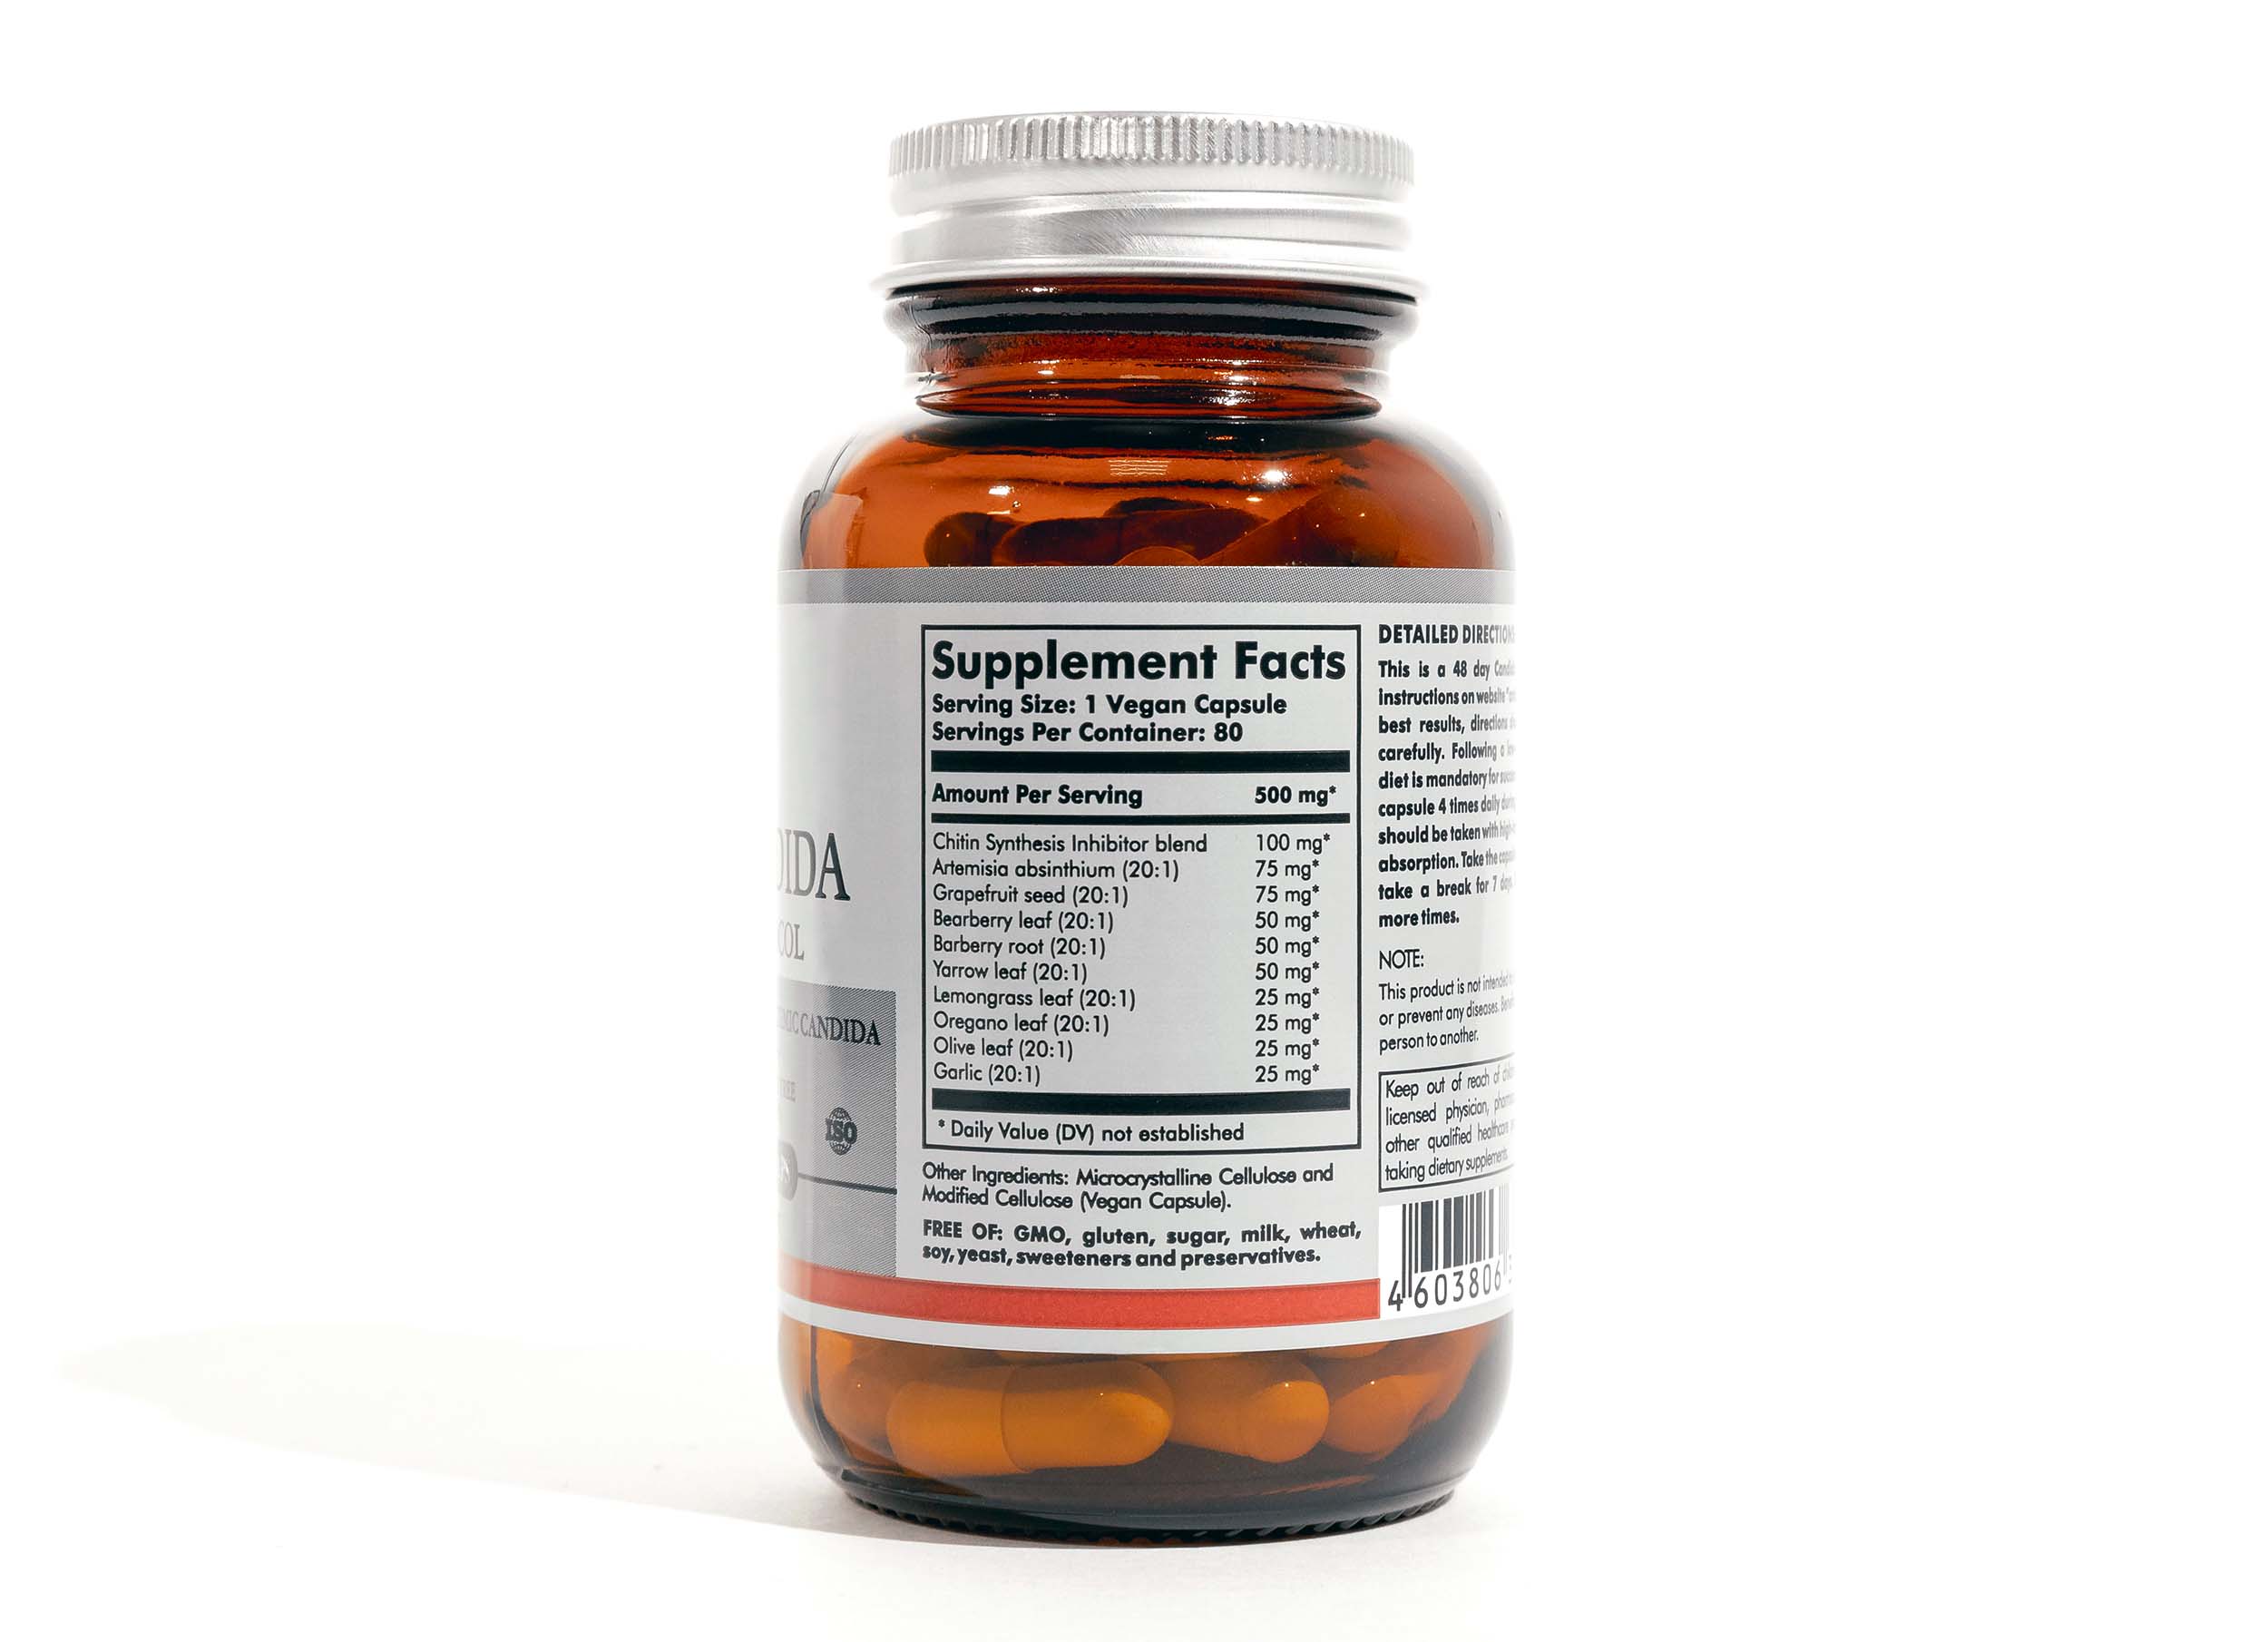 DIDA
COL
MIC CANDIDA
ISO
Supplement Facts
Serving Size: 1 Vegan Capsule
Servings Per Container: 80
Amount Per Serving 500 mg*
Chitin Synthesis Inhibitor blend 100 mg*
Artemisia absinthium (20:1) 75 mg*
Grapefruit seed (20:1) 75 mg*
Bearberry leaf (20:1) 50 mg*
Barberry root (20:1) 50 mg*
Yarrow leaf (20:1) 50 mg*
Lemongrass leaf (20:1) 25 mg*
Oregano leaf (20:1) 25 mg*
Olive leaf (20:1) 25 mg*
Garlic (20:1) 25 mg*
* Daily Value (DV) not established
Other Ingredients: Microcrystalline Cellulose and
Modified Cellulose (Vegan Capsule).
FREE OF: GMO, gluten, sugar, milk, wheat,
soy, yeast, sweeteners and preservatives.
DETAILED DIRECTION
This is a 48 day
instructions on website
best results, directions
carefully. Following a
diet is mandatory for
capsule 4 times daily
should be taken with
absorption. Take the
take a break for 7
more times.
NOTE:
This product is not intended
or prevent any diseases.
person to another.
Keep out of reach of
licensed physician,
other qualified healthcare
taking dietary supplements.
4 603806